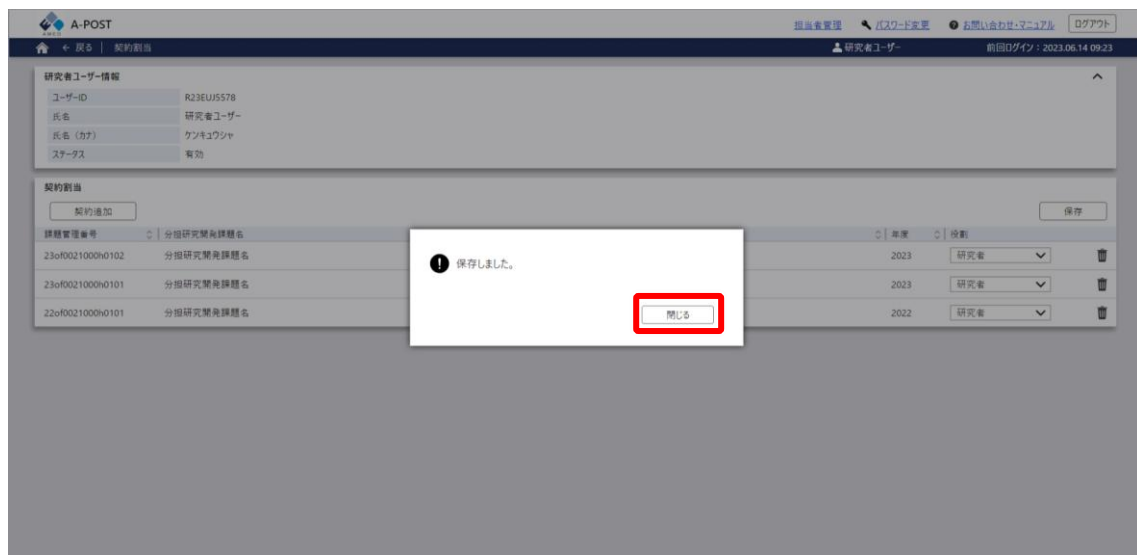 A-POST
担当者管理 パスワード変更 お問い合わせ・マニュアル ログアウト
戻る 契約割当 研究者ユーザー 前回ログイン：2023.06.14 09:23
研究者ユーザー情報
ユーザーID R23EUJ5578
氏名 研究者ユーザー
氏名（カナ） ケンキュウシャ
ステータス 有効
契約割当
契約追加 保存
課題管理番号 分担研究開発課題名 年度 役割
23of0021000h0102 分担研究開発課題名 2023 研究者
23of0021000h0101 分担研究開発課題名 2023 研究者
22of0021000h0101 分担研究開発課題名 2022 研究者
保存しました。
閉じる